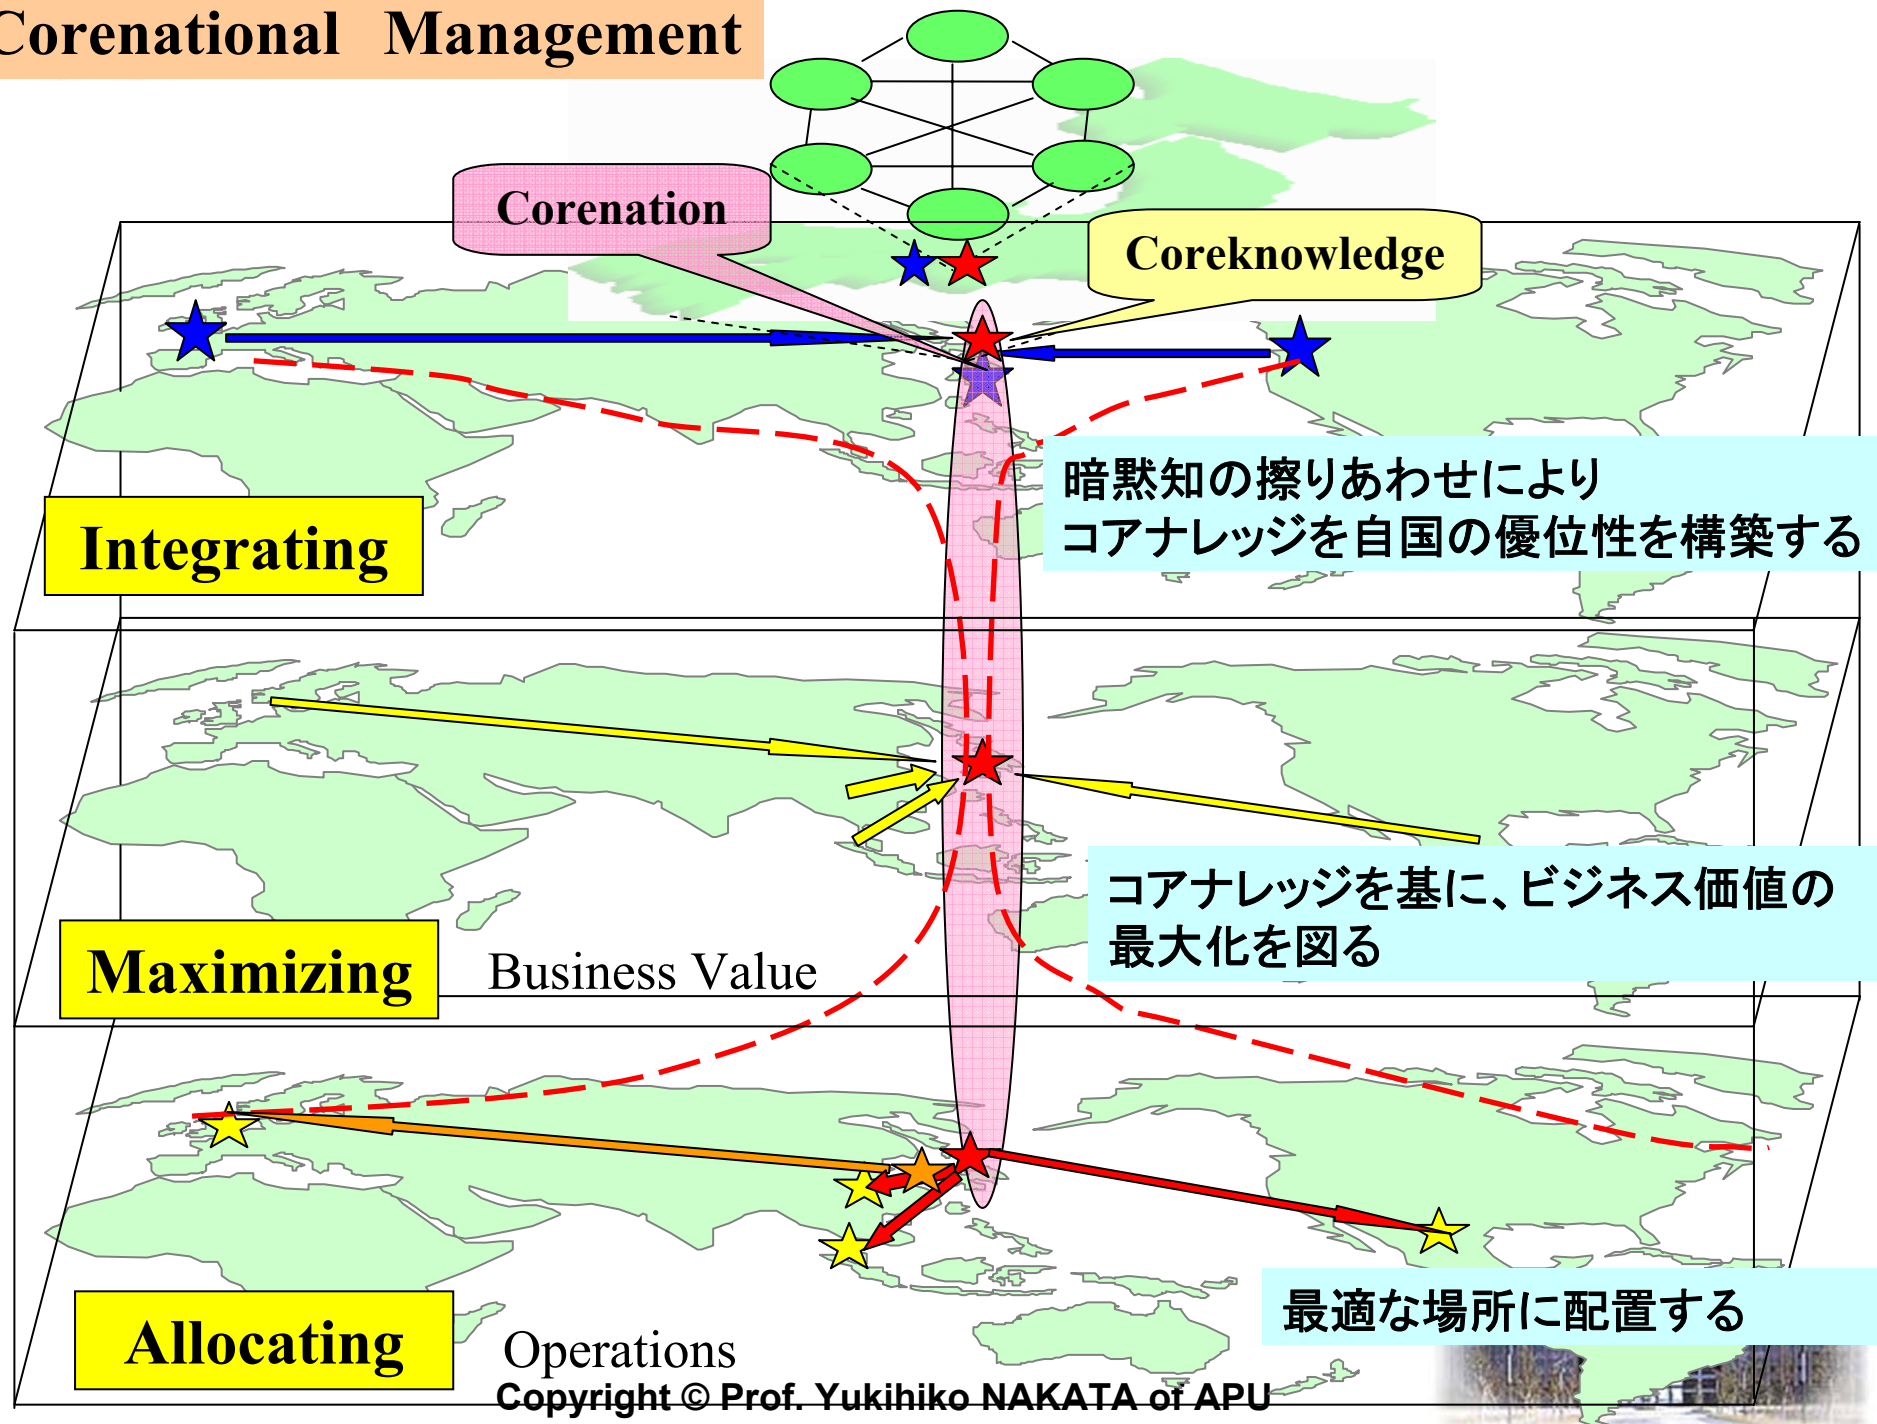 Corenational Management
Corenation
Coreknowledge
暗黙知の擦りあわせにより
コアナレッジを自国の優位性を構築する
Integrating
コアナレッジを基に、ビジネス価値の
最大化を図る
Maximizing
Business Value
最適な場所に配置する
Allocating
Operations
Copyright © Prof. Yukihiko NAKATA of APU